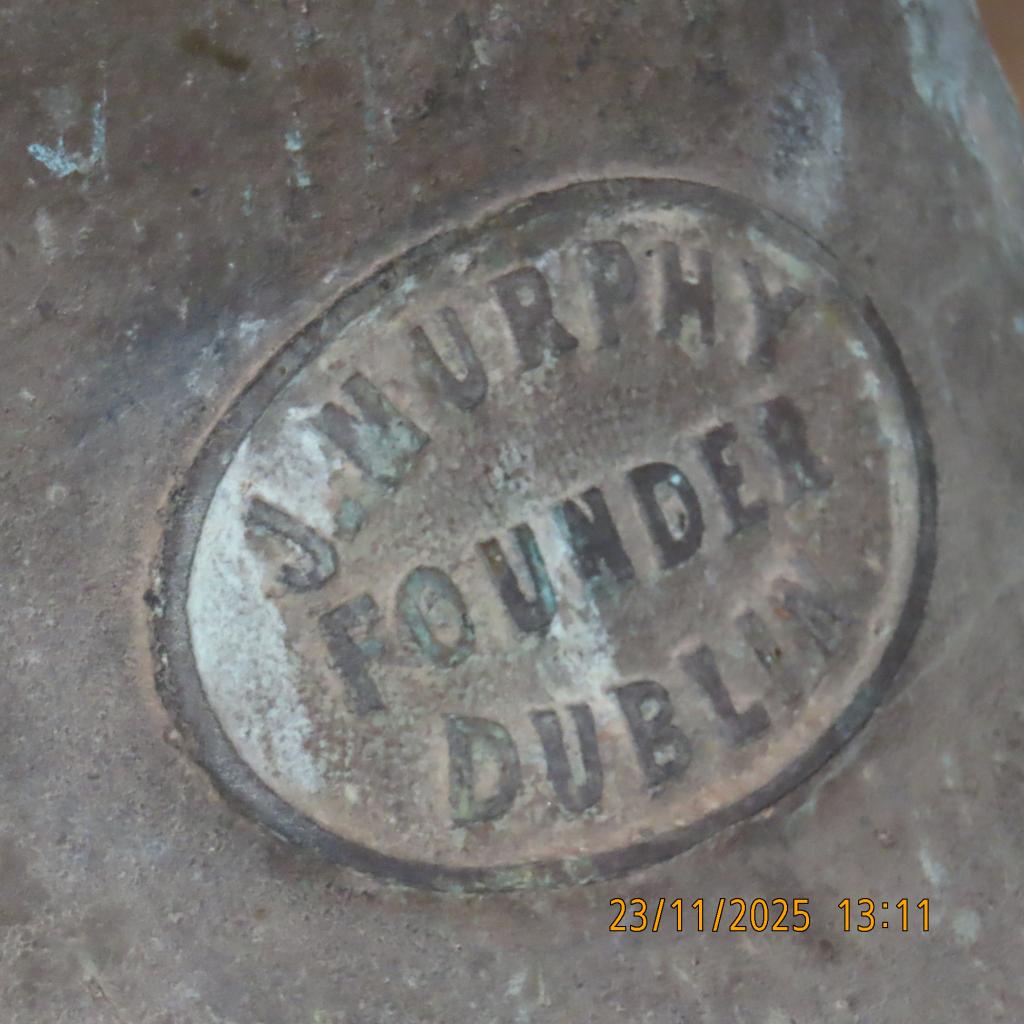 J. MURPHY
FOUNDER
DUBLIN
23/11/2025 13:11